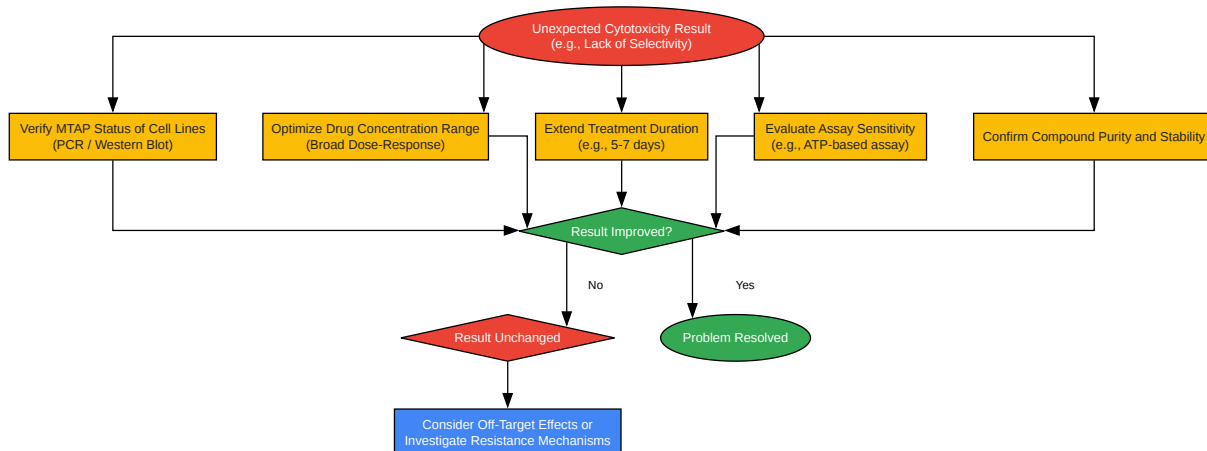 Unexpected Cytotoxicity Result
(e.g., Lack of Selectivity)
Verify MTAP Status of Cell Lines
(PCR / Western Blot)
Optimize Drug Concentration Range
(Broad Dose-Response)
Extend Treatment Duration
(e.g., 5-7 days)
Evaluate Assay Sensitivity
(e.g., ATP-based assay)
Confirm Compound Purity and Stability
Result Improved?
No
Yes
Result Unchanged
Problem Resolved
Consider Off-Target Effects or
Investigate Resistance Mechanisms